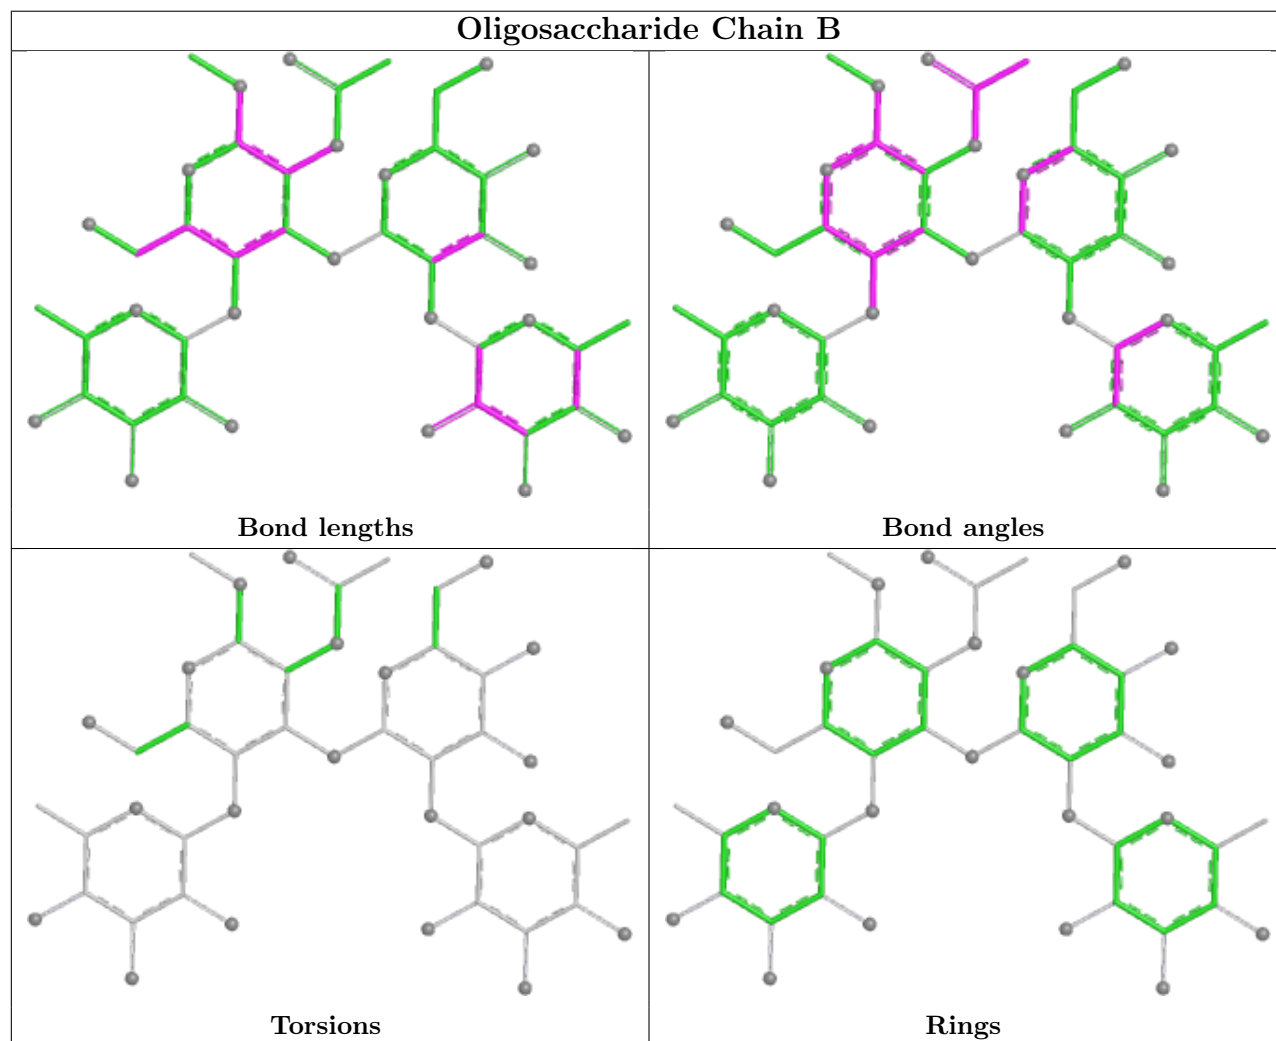 Oligosaccharide Chain B
Bond lengths
Bond angles
Torsions
Rings